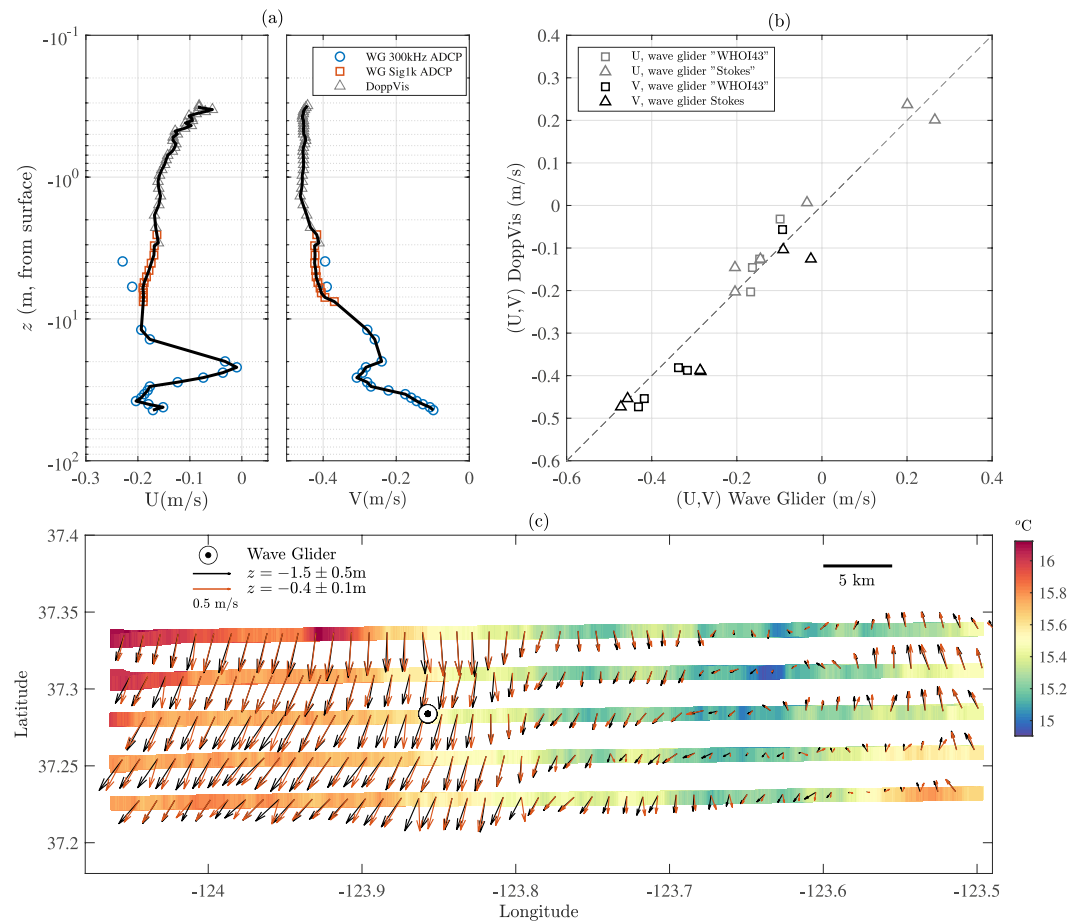 (a)
-10^-1
-10^0
-10^1
-10^2
z (m, from surface)
-0.3 -0.2 -0.1 0
U(m/s)
WG 300kHz ADCP
WG Sig1k ADCP
DoppVis
-0.4 -0.2 0
V(m/s)
(b)
0.4
0.3
0.2
0.1
0
-0.1
-0.2
-0.3
-0.4
-0.5
-0.6
(U,V) DoppVis (m/s)
U, wave glider "WHOI43"
U, wave glider "Stokes"
V, wave glider "WHOI43"
V, wave glider Stokes
-0.6 -0.4 -0.2 0 0.2 0.4
(U,V) Wave Glider (m/s)
(c)
37.4
37.35
37.3
37.25
37.2
Latitude
Wave Glider
z = −1.5 ± 0.5m
z = −0.4 ± 0.1m
0.5 m/s
5 km
-124 -123.9 -123.8 -123.7 -123.6 -123.5
Longitude
°C
16
15.8
15.6
15.4
15.2
15